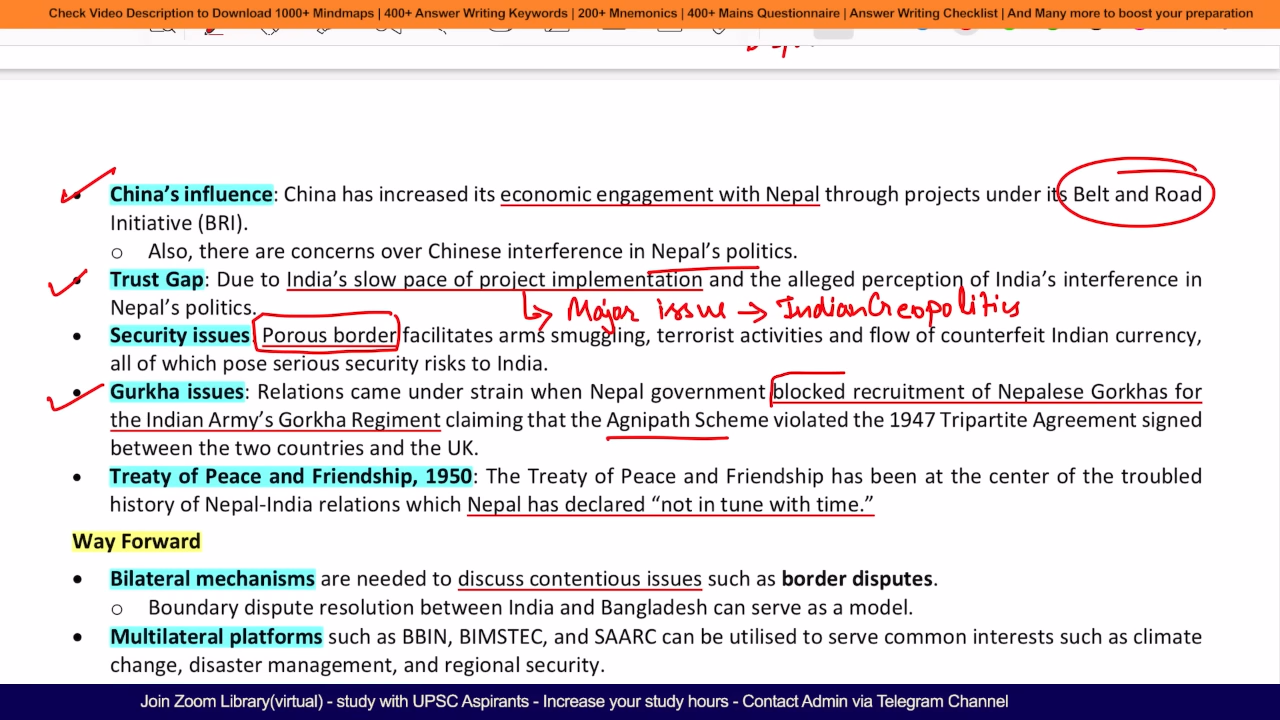 Check Video Description to Download 1000+ Mindmaps | 400+ Answer Writing Keywords | 200+ Mnemonics | 400+ Mains Questionnaire | Answer Writing Checklist | And Many more to boost your preparation
• China's influence: China has increased its economic engagement with Nepal through projects under its Belt and Road
Initiative (BRI).
o Also, there are concerns over Chinese interference in Nepal's politics.
• Trust Gap: Due to India's slow pace of project implementation and the alleged perception of India's interference in
Nepal's politics.
↳ Major issue → Indian Geopolitics
• Security issues: Porous border facilitates arms smuggling, terrorist activities and flow of counterfeit Indian currency,
all of which pose serious security risks to India.
• Gurkha issues: Relations came under strain when Nepal government blocked recruitment of Nepalese Gorkhas for
the Indian Army's Gorkha Regiment claiming that the Agnipath Scheme violated the 1947 Tripartite Agreement signed
between the two countries and the UK.
• Treaty of Peace and Friendship, 1950: The Treaty of Peace and Friendship has been at the center of the troubled
history of Nepal-India relations which Nepal has declared "not in tune with time."
Way Forward
• Bilateral mechanisms are needed to discuss contentious issues such as border disputes.
o Boundary dispute resolution between India and Bangladesh can serve as a model.
• Multilateral platforms such as BBIN, BIMSTEC, and SAARC can be utilised to serve common interests such as climate
change, disaster management, and regional security.
Join Zoom Library(virtual) - study with UPSC Aspirants - Increase your study hours - Contact Admin via Telegram Channel